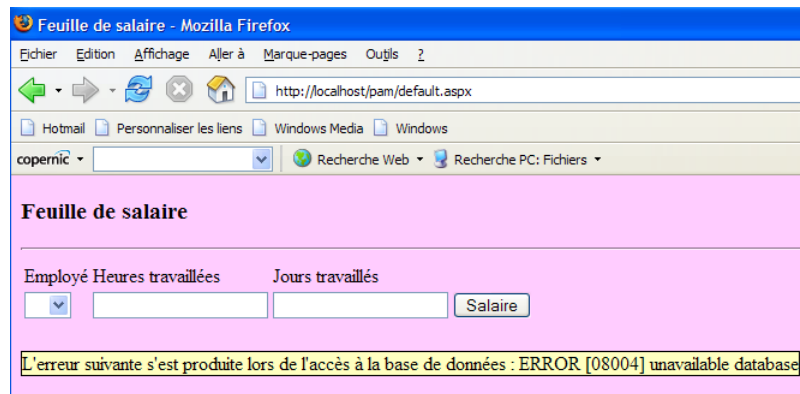 Feuille de salaire - Mozilla Firefox
Fichier Edition Affichage Aller à Marque-pages Outils ?
http://localhost/pam/default.aspx
Hotmail Personnaliser les liens Windows Media Windows
copernic Recherche Web Recherche PC: Fichiers
Feuille de salaire
Employé Heures travaillées Jours travaillés
Salaire
L'erreur suivante s'est produite lors de l'accès à la base de données : ERROR [08004] unavailable database